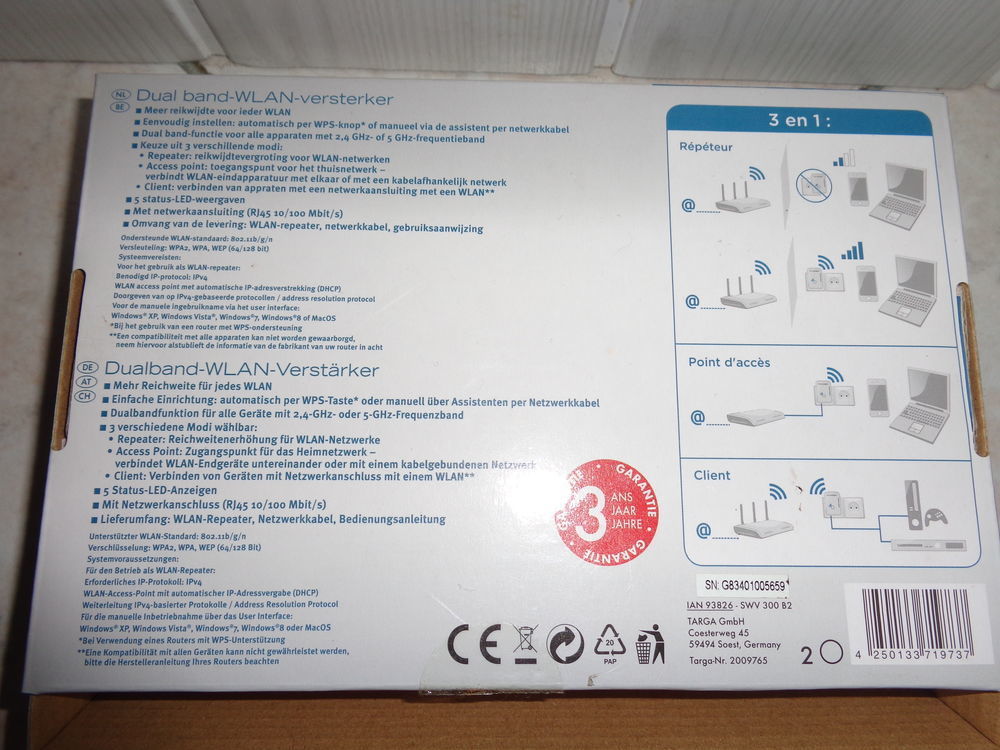 NL
BE
Dual band-WLAN-versterker
■ Meer reikwijdte voor ieder WLAN
■ Eenvoudig instellen: automatisch per WPS-knop* of manueel via de assistent per netwerkkabel
■ Dual band-functie voor alle apparaten met 2,4 GHz- of 5 GHz-frequentieband
■ Keuze uit 3 verschillende modi:
• Repeater: reikwijdtevergroting voor WLAN-netwerken
• Access point: toegangspunt voor het thuisnetwerk –
verbindt WLAN-eindapparatuur met elkaar of met een kabelafhankelijk netwerk
• Client: verbinden van appraten met een netwerkaansluiting met een WLAN**
■ 5 status-LED-weergaven
■ Met netwerkaansluiting (RJ45 10/100 Mbit/s)
■ Omvang van de levering: WLAN-repeater, netwerkkabel, gebruiksaanwijzing
Ondersteunde WLAN-standaard: 802.11b/g/n
Versleuteling: WPA2, WPA, WEP (64/128 bit)
Systeemvereisten:
Voor het gebruik als WLAN-repeater:
Benodigd IP-protocol: IPv4
WLAN access point met automatische IP-adresverstrekking (DHCP)
Doorgeven van op IPv4-gebaseerde protocollen / address resolution protocol
Voor de manuele ingebruikname via het user interface:
Windows® XP, Windows Vista®, Windows®7, Windows®8 of MacOS
*Bij het gebruik van een router met WPS-ondersteuning
**Een compatibiliteit met alle apparaten kan niet worden gewaarborgd,
neem hiervoor alstublieft de informatie van de fabrikant van uw router in acht
DE
AT
CH
Dualband-WLAN-Verstärker
■ Mehr Reichweite für jedes WLAN
■ Einfache Einrichtung: automatisch per WPS-Taste* oder manuell über Assistenten per Netzwerkkabel
■ Dualbandfunktion für alle Geräte mit 2,4-GHz- oder 5-GHz-Frequenzband
■ 3 verschiedene Modi wählbar:
• Repeater: Reichweitenerhöhung für WLAN-Netzwerke
• Access Point: Zugangspunkt für das Heimnetzwerk –
verbindet WLAN-Endgeräte untereinander oder mit einem kabelgebundenen Netzwerk
• Client: Verbinden von Geräten mit Netzwerkanschluss mit einem WLAN**
■ 5 Status-LED-Anzeigen
■ Mit Netzwerkanschluss (RJ45 10/100 Mbit/s)
■ Lieferumfang: WLAN-Repeater, Netzwerkkabel, Bedienungsanleitung
Unterstützter WLAN-Standard: 802.11b/g/n
Verschlüsselung: WPA2, WPA, WEP (64/128 Bit)
Systemvoraussetzungen:
Für den Betrieb als WLAN-Repeater:
Erforderliches IP-Protokoll: IPv4
WLAN-Access-Point mit automatischer IP-Adressvergabe (DHCP)
Weiterleitung IPv4-basierter Protokolle / Address Resolution Protocol
Für die manuelle Inbetriebnahme über das User Interface:
Windows® XP, Windows Vista®, Windows®7, Windows®8 oder MacOS
*Bei Verwendung eines Routers mit WPS-Unterstützung
**Eine Kompatibilität mit allen Geräten kann nicht gewährleistet werden,
bitte die Herstelleranleitung Ihres Routers beachten
GARANTIE
3
ANS
JAAR
JAHRE
GARANTIE
CE
20
PAP
3 en 1 :
Répéteur
@
@
Point d'accès
@
Client
@
SN: G83401005659
IAN 93826 - SWV 300 B2
TARGA GmbH
Coesterweg 45
59494 Soest, Germany
Targa-Nr. 2009765
2
4 250133 719737